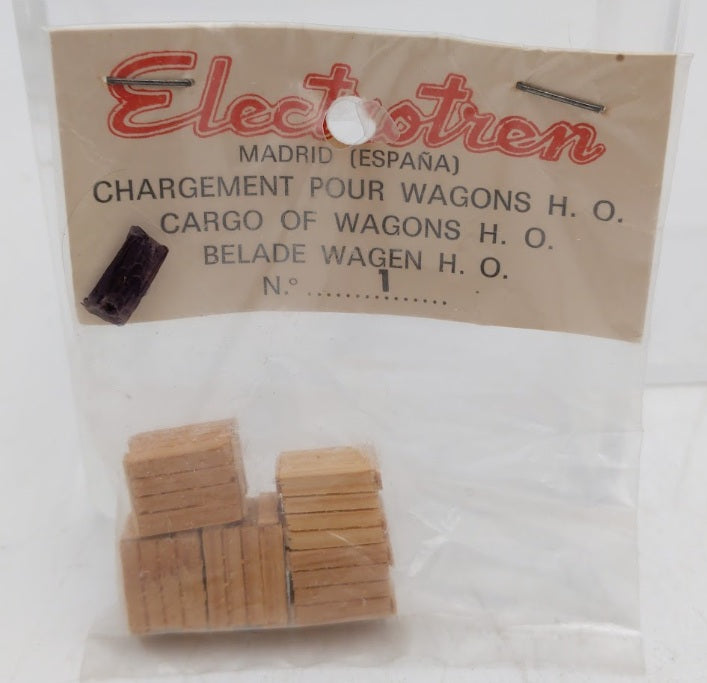 Electrotren
MADRID (ESPAÑA)
CHARGEMENT POUR WAGONS H. O.
CARGO OF WAGONS H. O.
BELADE WAGEN H. O.
N.º ......1......